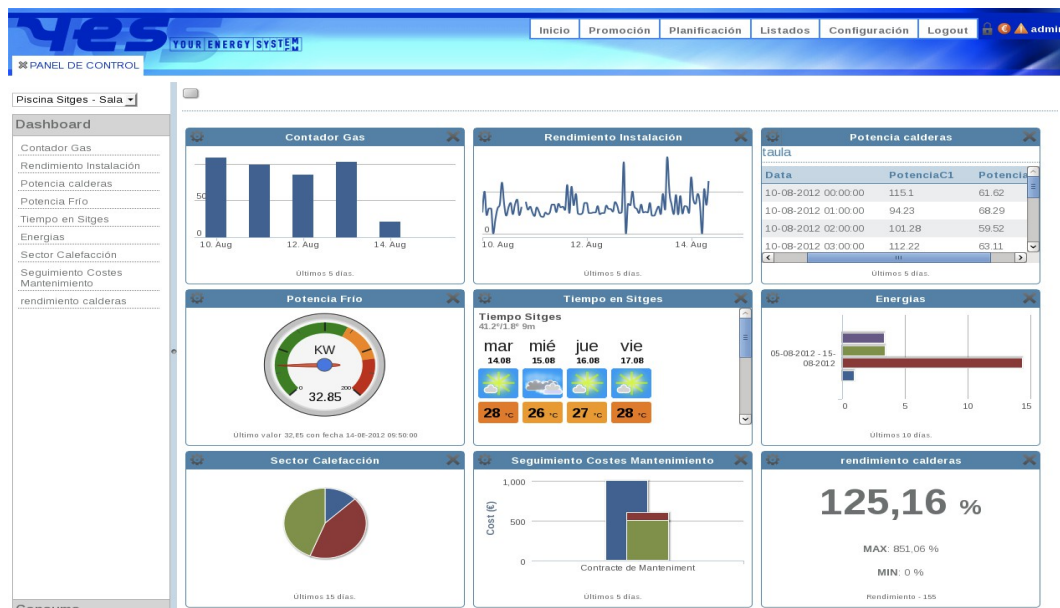 Yess
YOUR ENERGY SYSTEM
Inicio Promoción Planificación Listados Configuración Logout admin
PANEL DE CONTROL
Piscina Sitges - Sala
Dashboard
Contador Gas
Rendimiento Instalación
Potencia calderas
Potencia Frío
Tiempo en Sitges
Energias
Sector Calefacción
Seguimiento Costes
Mantenimiento
rendimiento calderas
Consumo
Contador Gas
50
0
10. Aug 12. Aug 14. Aug
Últimos 5 días.
Rendimiento Instalación
0
10. Aug 12. Aug 14. Aug
Últimos 5 días.
Potencia calderas
taula
Data PotenciaC1 Potencia
10-08-2012 00:00:00 115.1 61.62
10-08-2012 01:00:00 94.23 68.29
10-08-2012 02:00:00 101.28 59.52
10-08-2012 03:00:00 112.22 63.11
Últimos 5 días.
Potencia Frío
KW
0 200
32.85
Último valor 32,85 con fecha 14-08-2012 09:50:00
Tiempo en Sitges
Tiempo Sitges
41.2°/1.8° 9m
mar mié jue vie
14.08 15.08 16.08 17.08
28 °C 26 °C 27 °C 28 °C
Energias
05-08-2012 - 15-
08-2012
0 5 10 15
Últimos 10 días.
Sector Calefacción
Últimos 15 días.
Seguimiento Costes Mantenimiento
Cost (€)
1,000
500
0
Contracte de Manteniment
Últimos 5 días.
rendimiento calderas
125,16 %
MAX: 851,06 %
MIN: 0 %
Rendimiento - 155